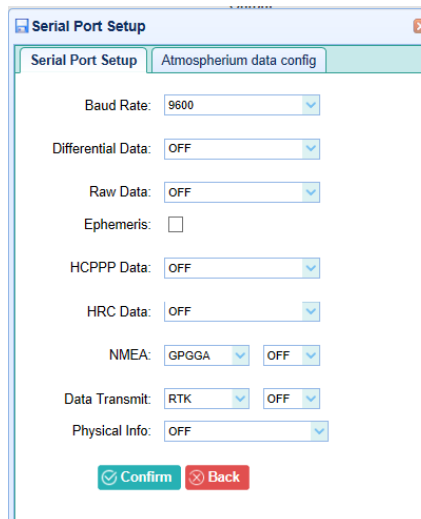 Serial Port Setup
Serial Port Setup Atmospherium data config
Baud Rate: 9600
Differential Data: OFF
Raw Data: OFF
Ephemeris:
HCPPP Data: OFF
HRC Data: OFF
NMEA: GPGGA OFF
Data Transmit: RTK OFF
Physical Info: OFF
Confirm Back